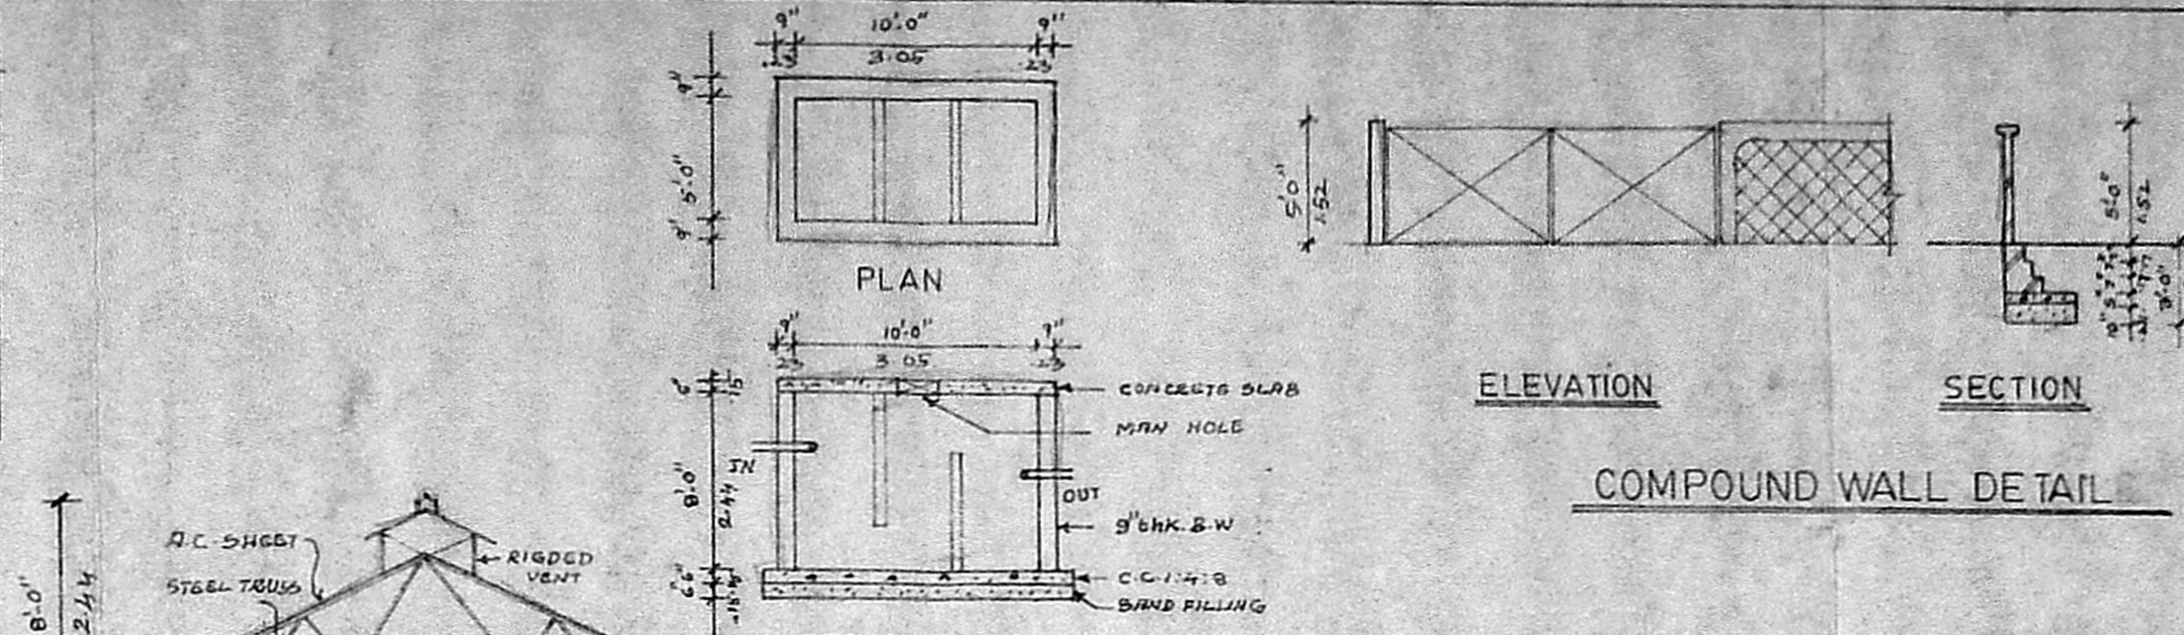 9" 10'-0" 9"
.23 3.05 .23
9"
5'-0"
9"
PLAN
9" 10'-0" 9"
.23 3.05 .23
6" .15
CONCRETE SLAB
MAN HOLE
IN
8'-0"
2.44
OUT
9" thk. B.W
C.C 1:4:8
6" 6"
SAND FILLING
5'-0"
1.52
ELEVATION
5'-0"
1.52
3'-0"
SECTION
COMPOUND WALL DETAIL
A.C. SHEET
STEEL TRUSS
RIGDED
VENT
8'-0"
2.44